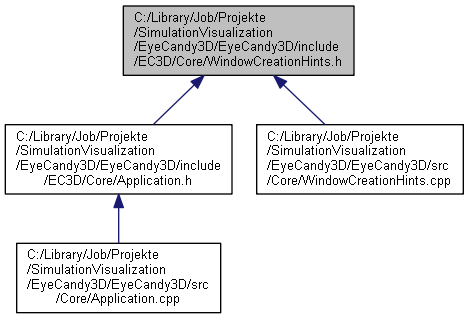 C:/Library/Job/Projekte
/SimulationVisualization
/EyeCandy3D/EyeCandy3D/include
/EC3D/Core/WindowCreationHints.h
C:/Library/Job/Projekte
/SimulationVisualization
/EyeCandy3D/EyeCandy3D/include
/EC3D/Core/Application.h
C:/Library/Job/Projekte
/SimulationVisualization
/EyeCandy3D/EyeCandy3D/src
/Core/WindowCreationHints.cpp
C:/Library/Job/Projekte
/SimulationVisualization
/EyeCandy3D/EyeCandy3D/src
/Core/Application.cpp